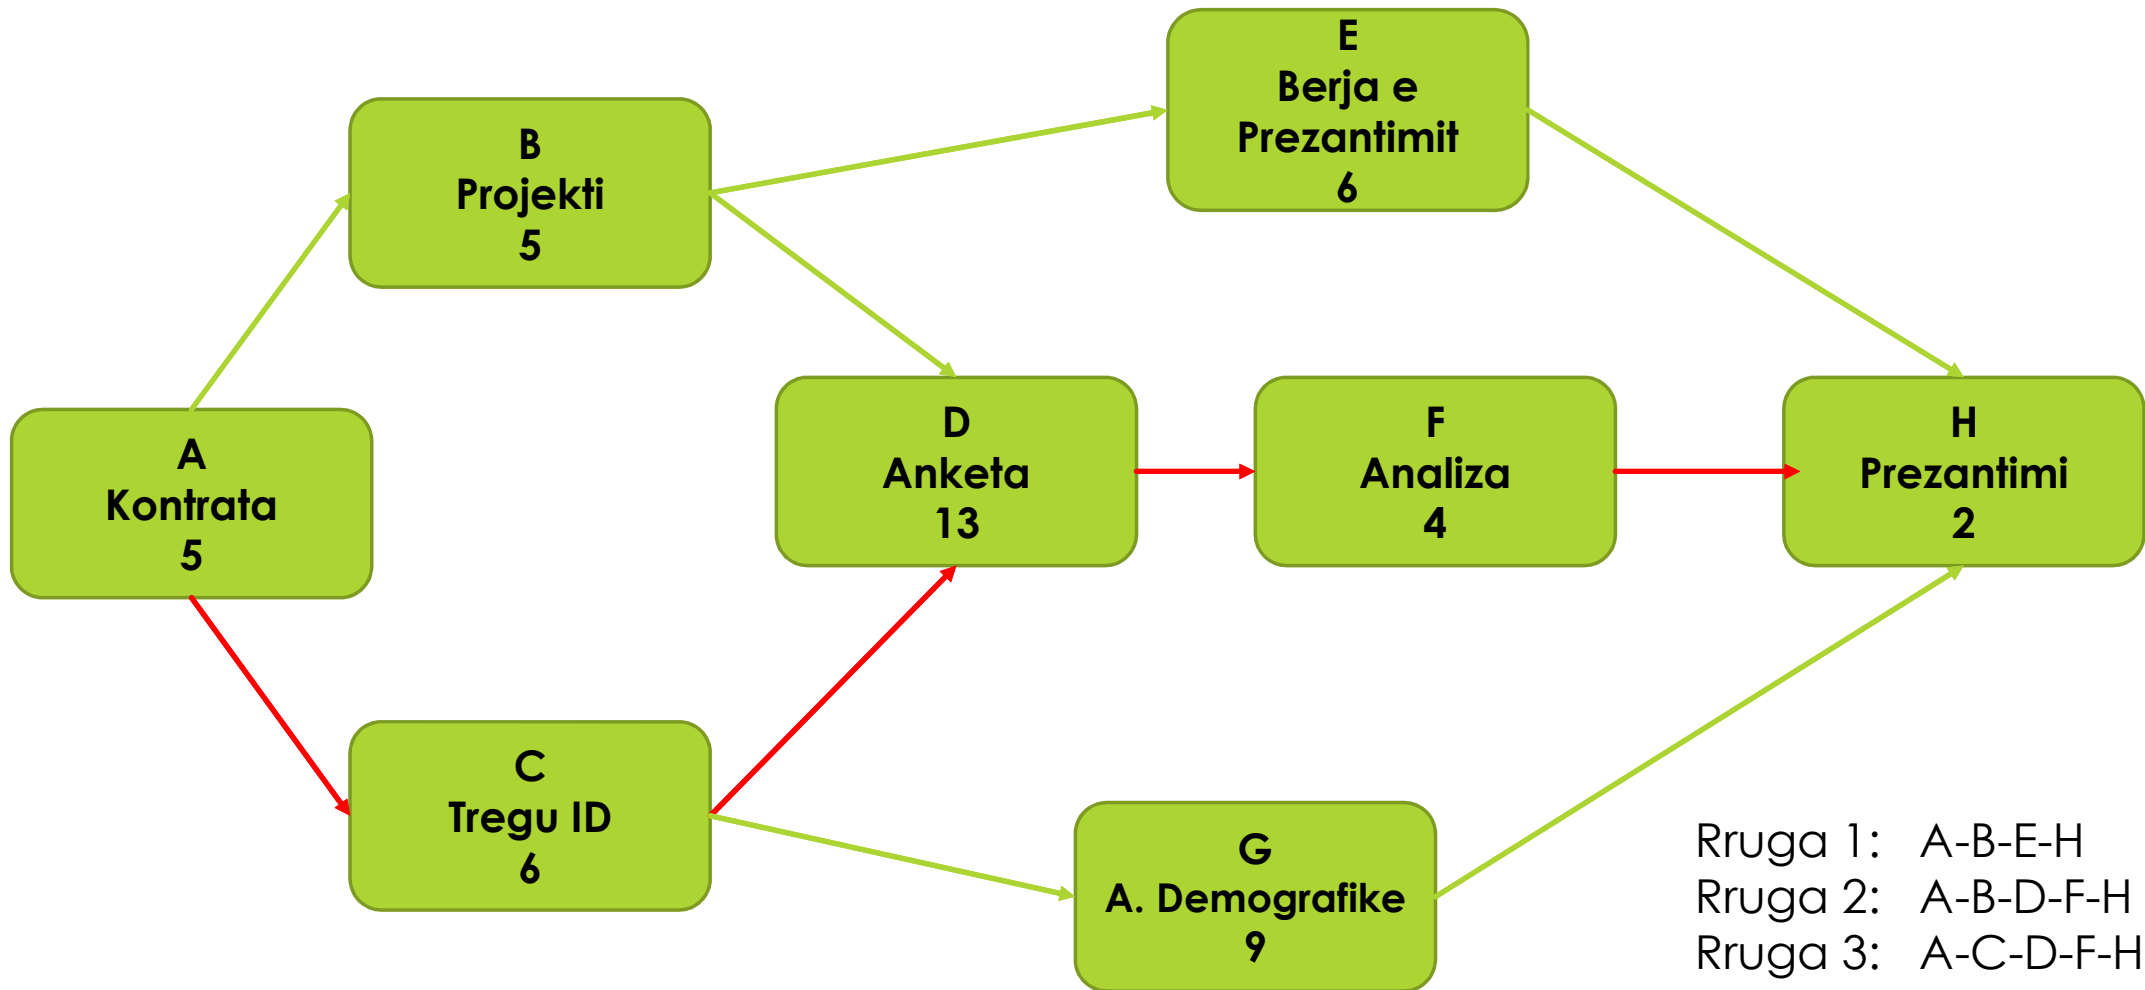 E
Berja e
Prezantimit
6
B
Projekti
5
A
Kontrata
5
D
Anketa
13
F
Analiza
4
H
Prezantimi
2
C
Tregu ID
6
G
A. Demografike
9
Rruga 1: A-B-E-H
Rruga 2: A-B-D-F-H
Rruga 3: A-C-D-F-H